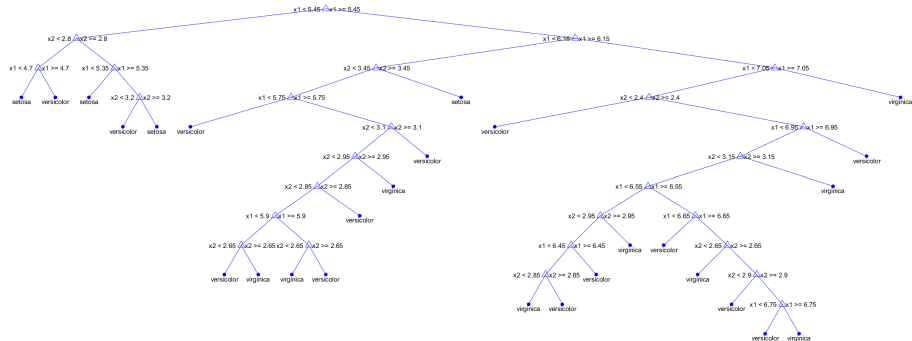 x1 < 5.45 x1 >= 5.45
x2 < 2.8 x2 >= 2.8 x1 < 6.15 x1 >= 6.15
x1 < 4.7 x1 >= 4.7 x1 < 5.35 x1 >= 5.35 x2 < 3.45 x2 >= 3.45 x1 < 7.05 x1 >= 7.05
setosa versicolor setosa x2 < 3.2 x2 >= 3.2 x1 < 5.75 x1 >= 5.75 setosa x2 < 2.4 x2 >= 2.4 virginica
versicolor setosa versicolor x2 < 3.1 x2 >= 3.1 versicolor x1 < 6.95 x1 >= 6.95
x2 < 2.95 x2 >= 2.95 versicolor x2 < 3.15 x2 >= 3.15 versicolor
x2 < 2.85 x2 >= 2.85 virginica x1 < 6.55 x1 >= 6.55 virginica
x1 < 5.9 x1 >= 5.9 versicolor x2 < 2.95 x2 >= 2.95 x1 < 6.65 x1 >= 6.65
x2 < 2.65 x2 >= 2.65 x2 < 2.65 x2 >= 2.65 x1 < 6.45 x1 >= 6.45 virginica versicolor x2 < 2.65 x2 >= 2.65
versicolor virginica virginica versicolor x2 < 2.85 x2 >= 2.85 versicolor virginica x2 < 2.9 x2 >= 2.9
virginica versicolor versicolor x1 < 6.75 x1 >= 6.75
versicolor virginica